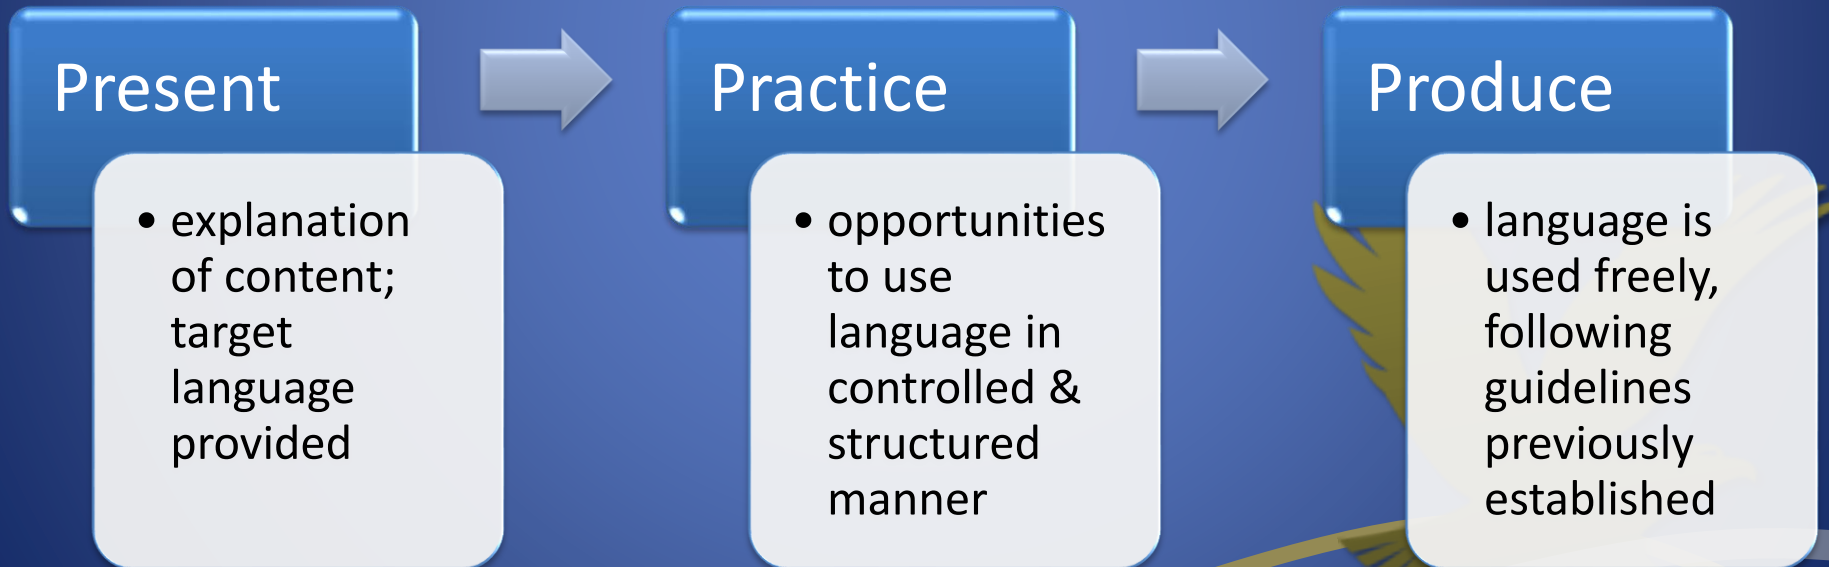 Present
• explanation
of content;
target
language
provided
Practice
• opportunities
to use
language in
controlled &
structured
manner
Produce
• language is
used freely,
following
guidelines
previously
established